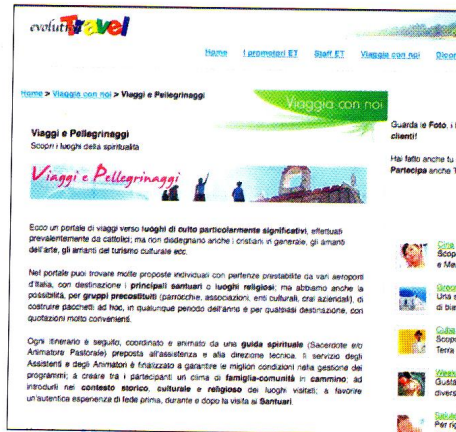 evolution Travel
Home I promotori ET Staff ET Viaggia con noi Dicon
Home > Viaggia con noi > Viaggi e Pellegrinaggi
Viaggia con noi
Guarda le Foto, i
clienti!
Viaggi e Pellegrinaggi
Scopri i luoghi della spiritualità
Hai fatto anche tu
Partecipa anche T
Viaggi e Pellegrinaggi
Ecco un portale di viaggi verso luoghi di culto particolarmente significativi, effettuati
prevalentemente da cattolici; ma non disdegnano anche i cristiani in generale, gli amanti
dell'arte, gli amanti del turismo culturale ecc.
Nel portale puoi trovare molte proposte individuali con partenze prestabilite da vari aeroporti
d'Italia, con destinazione i principali santuari o luoghi religiosi; ma abbiamo anche la
possibilità, per gruppi precostituiti (parrocchie, associazioni, enti culturali, cral aziendali), di
costruire pacchetti ad hoc, in qualunque periodo dell'anno e per qualsiasi destinazione, con
quotazioni molto convenienti.
Ogni itinerario è seguito, coordinato e animato da una guida spirituale (Sacerdote e/o
Animatore Pastorale) preposta all'assistenza e alla direzione tecnica. Il servizio degli
Assistenti e degli Animatori è finalizzato a garantire le migliori condizioni nella gestione dei
programmi; a creare tra i partecipanti un clima di famiglia-comunità in cammino; ad
introdurli nel contesto storico, culturale e religioso dei luoghi visitati; a favorire
un'autentica esperienza di fede prima, durante e dopo la visita ai Santuari.
Cina
Scop
e Me
Grec
Una s
di bia
Cuba
Scopr
Terra
Week
Gusta
divers
Per rig